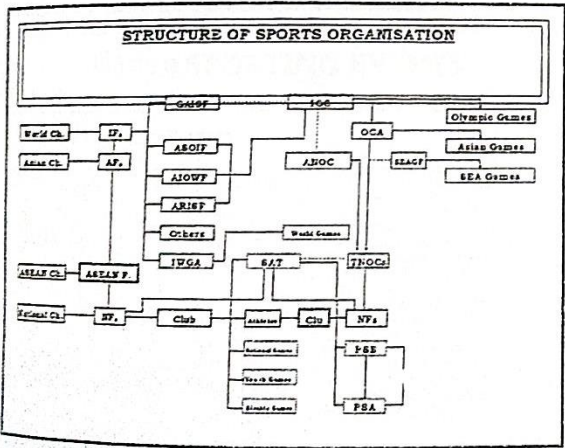 STRUCTURE OF SPORTS ORGANISATION
GAISF
IOC
Olympic Games
World Ch.
IFs
OCA
Asian Games
Asian Ch.
AFs
ASOIF
ANOC
SEAGF
SEA Games
AIOWF
ARISF
Others
World Games
IWGA
SAT
TNOCs
ASEAN Ch.
ASEAN F.
National Ch.
NFs
Club
Athletes
Clu
NFs
National Games
PSE
Youth Games
PSA